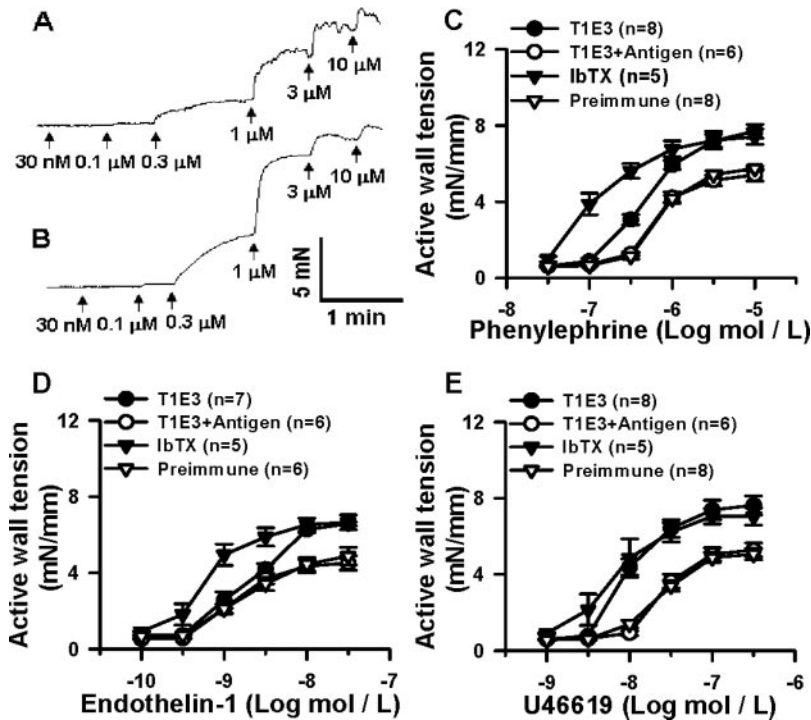 A
30 nM 0.1 μM 0.3 μM
1 μM
3 μM
10 μM
B
30 nM 0.1 μM 0.3 μM
1 μM
3 μM
10 μM
5 mN
1 min
C
T1E3 (n=8)
T1E3+Antigen (n=6)
IbTX (n=5)
Preimmune (n=8)
Active wall tension
(mN/mm)
12
8
4
0
-8 -7 -6 -5
Phenylephrine (Log mol / L)
D
T1E3 (n=7)
T1E3+Antigen (n=6)
IbTX (n=5)
Preimmune (n=6)
Active wall tension
(mN/mm)
12
8
4
0
-10 -9 -8 -7
Endothelin-1 (Log mol / L)
E
T1E3 (n=8)
T1E3+Antigen (n=6)
IbTX (n=5)
Preimmune (n=8)
Active wall tension
(mN/mm)
12
8
4
0
-9 -8 -7 -6
U46619 (Log mol / L)